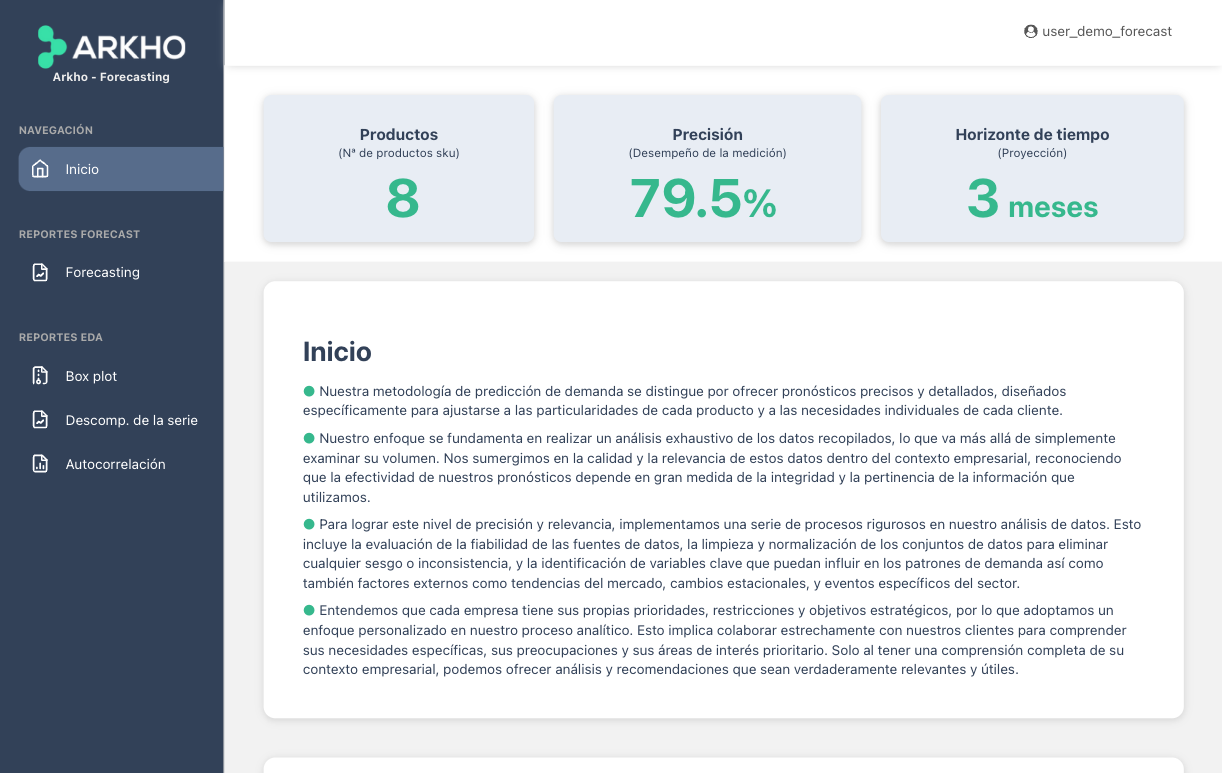 ARKHO
Arkho - Forecasting
NAVEGACIÓN
Inicio
REPORTES FORECAST
Forecasting
REPORTES EDA
Box plot
Descomp. de la serie
Autocorrelación
user_demo_forecast
Productos
(Nª de productos sku)
8
Precisión
(Desempeño de la medición)
79.5%
Horizonte de tiempo
(Proyección)
3 meses
Inicio
Nuestra metodología de predicción de demanda se distingue por ofrecer pronósticos precisos y detallados, diseñados
específicamente para ajustarse a las particularidades de cada producto y a las necesidades individuales de cada cliente.
Nuestro enfoque se fundamenta en realizar un análisis exhaustivo de los datos recopilados, lo que va más allá de simplemente
examinar su volumen. Nos sumergimos en la calidad y la relevancia de estos datos dentro del contexto empresarial, reconociendo
que la efectividad de nuestros pronósticos depende en gran medida de la integridad y la pertinencia de la información que
utilizamos.
Para lograr este nivel de precisión y relevancia, implementamos una serie de procesos rigurosos en nuestro análisis de datos. Esto
incluye la evaluación de la fiabilidad de las fuentes de datos, la limpieza y normalización de los conjuntos de datos para eliminar
cualquier sesgo o inconsistencia, y la identificación de variables clave que puedan influir en los patrones de demanda así como
también factores externos como tendencias del mercado, cambios estacionales, y eventos específicos del sector.
Entendemos que cada empresa tiene sus propias prioridades, restricciones y objetivos estratégicos, por lo que adoptamos un
enfoque personalizado en nuestro proceso analítico. Esto implica colaborar estrechamente con nuestros clientes para comprender
sus necesidades específicas, sus preocupaciones y sus áreas de interés prioritario. Solo al tener una comprensión completa de su
contexto empresarial, podemos ofrecer análisis y recomendaciones que sean verdaderamente relevantes y útiles.